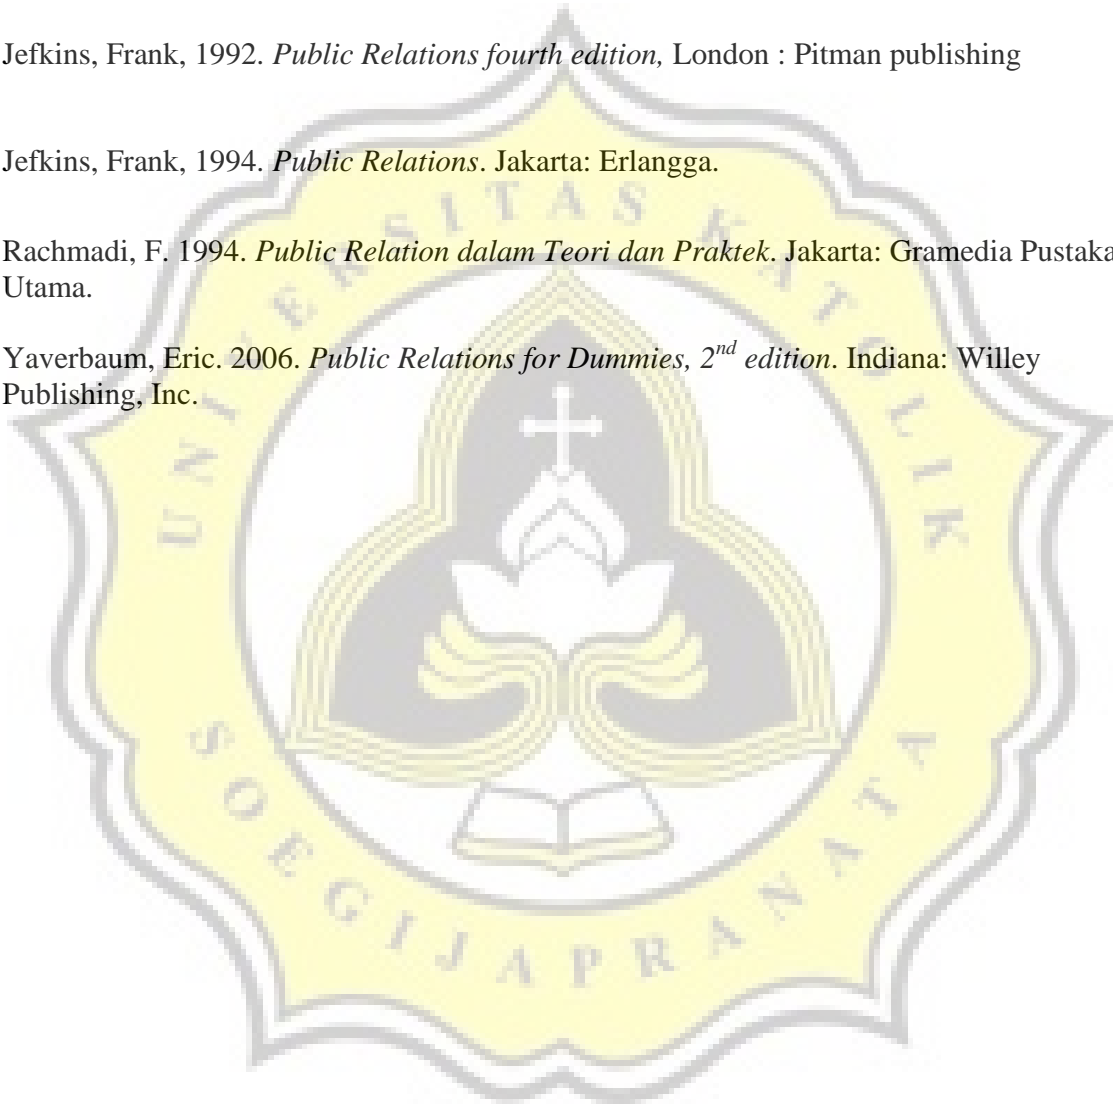 Jefkins, Frank, 1992. Public Relations fourth edition, London : Pitman publishing
Jefkins, Frank, 1994. Public Relations. Jakarta: Erlangga.
Rachmadi, F. 1994. Public Relation dalam Teori dan Praktek. Jakarta: Gramedia Pustaka
Utama.
Yaverbaum, Eric. 2006. Public Relations for Dummies, 2nd edition. Indiana: Willey
Publishing, Inc.
UNIVERSITAS KATOLIK
SOEGIJAPRANATA